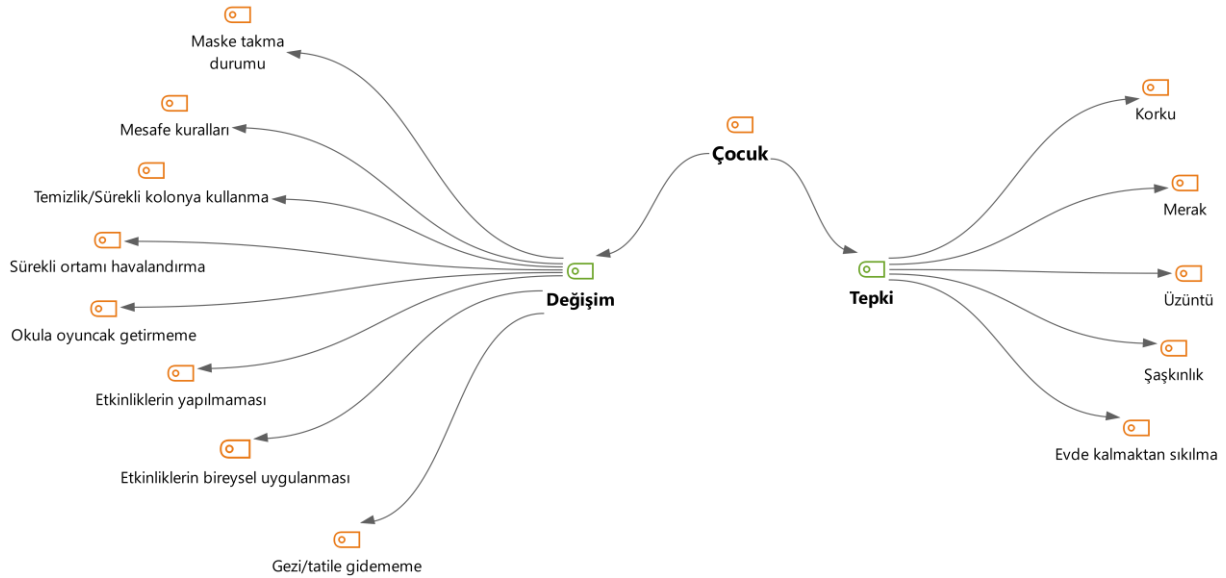 Maske takma
durumu
Mesafe kuralları
Temizlik/Sürekli kolonya kullanma
Sürekli ortamı havalandırma
Okula oyuncak getirmeme
Etkinliklerin yapılmaması
Etkinliklerin bireysel uygulanması
Gezi/tatile gidememe
Değişim
Çocuk
Tepki
Korku
Merak
Üzüntü
Şaşkınlık
Evde kalmaktan sıkılma